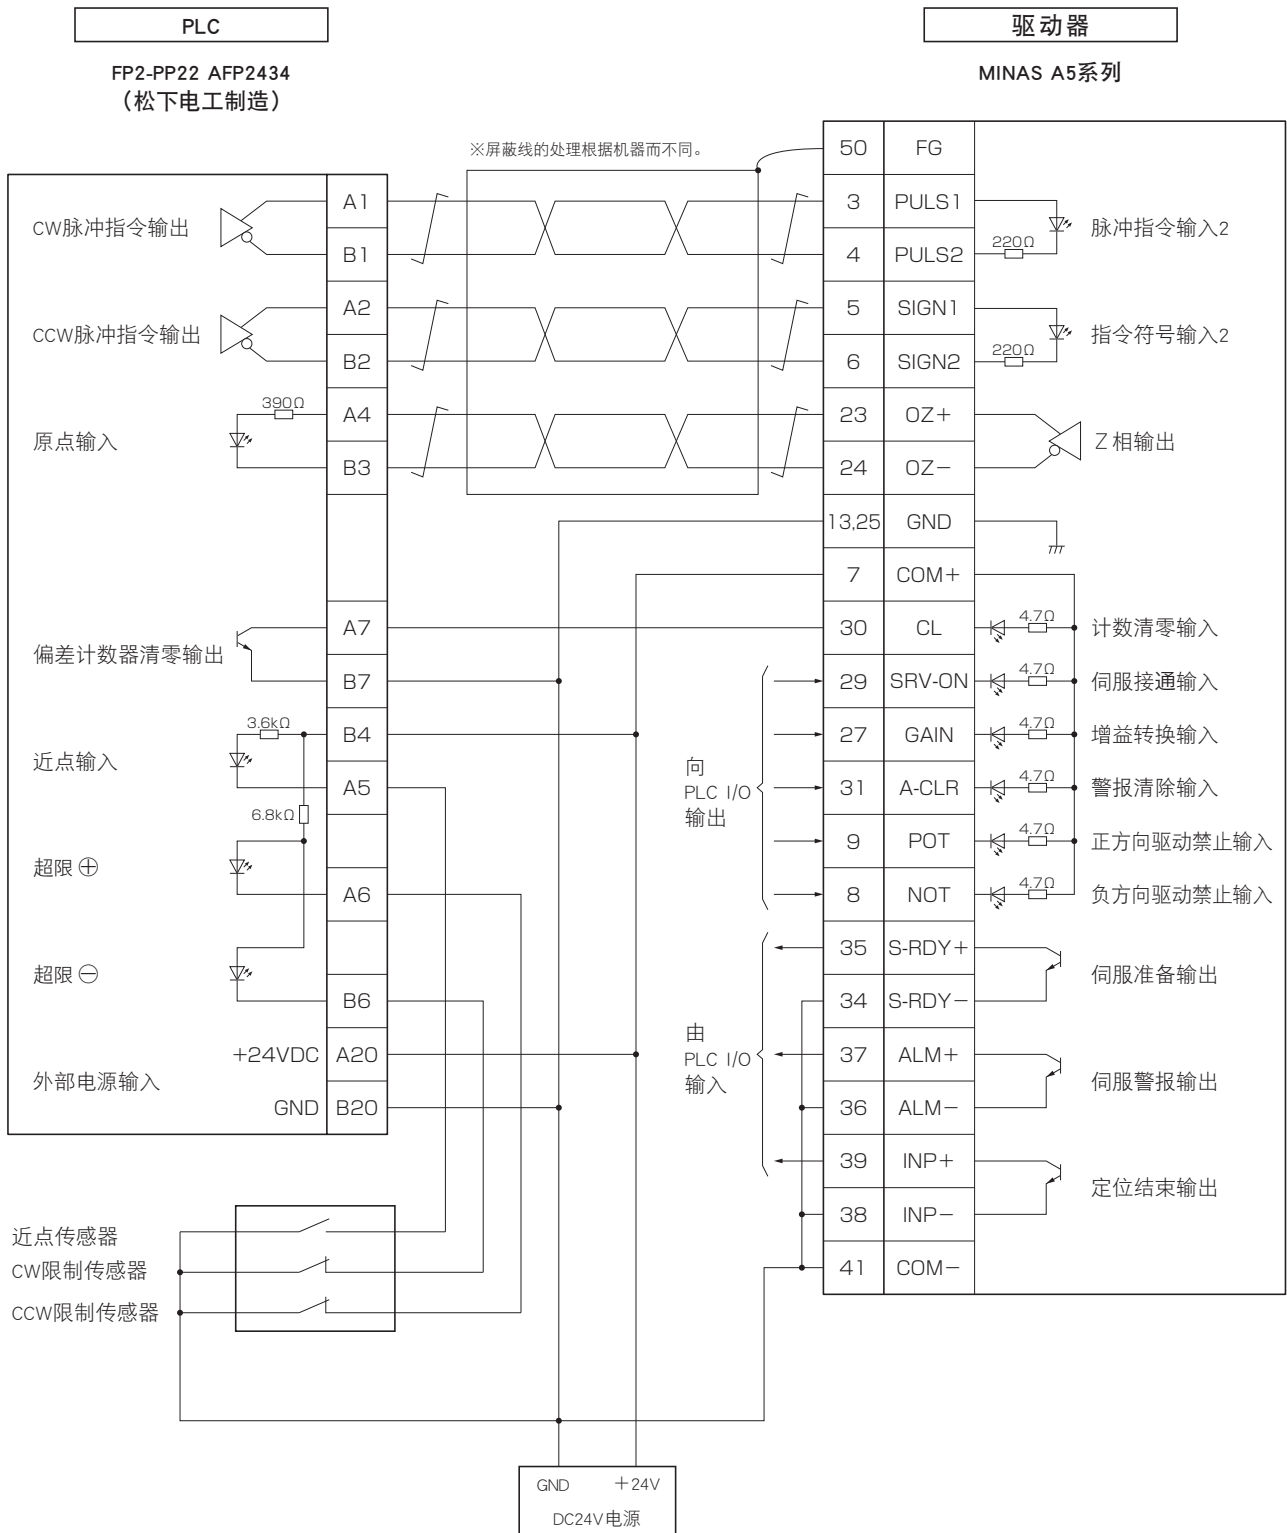 PLC
驱动器
FP2-PP22 AFP2434
（松下电工制造）
MINAS A5系列
※屏蔽线的处理根据机器而不同。
50 FG
CW脉冲指令输出
A1
3 PULS1
脉冲指令输入2
B1
4 PULS2
220Ω
CCW脉冲指令输出
A2
5 SIGN1
指令符号输入2
B2
6 SIGN2
220Ω
原点输入
390Ω
A4
23 OZ+
Z相输出
B3
24 OZ−
13,25 GND
7 COM+
偏差计数器清零输出
A7
30 CL
4.7Ω
计数清零输入
B7
29 SRV-ON
4.7Ω
伺服接通输入
近点输入
3.6kΩ
B4
27 GAIN
4.7Ω
增益转换输入
向
PLC I/O
输出
A5
31 A-CLR
4.7Ω
警报清除输入
6.8kΩ
9 POT
4.7Ω
正方向驱动禁止输入
超限⊕
A6
8 NOT
4.7Ω
负方向驱动禁止输入
35 S-RDY+
伺服准备输出
超限⊖
B6
34 S-RDY−
由
PLC I/O
输入
外部电源输入
+24VDC A20
37 ALM+
伺服警报输出
GND B20
36 ALM−
39 INP+
定位结束输出
38 INP−
41 COM−
近点传感器
CW限制传感器
CCW限制传感器
GND +24V
DC24V电源